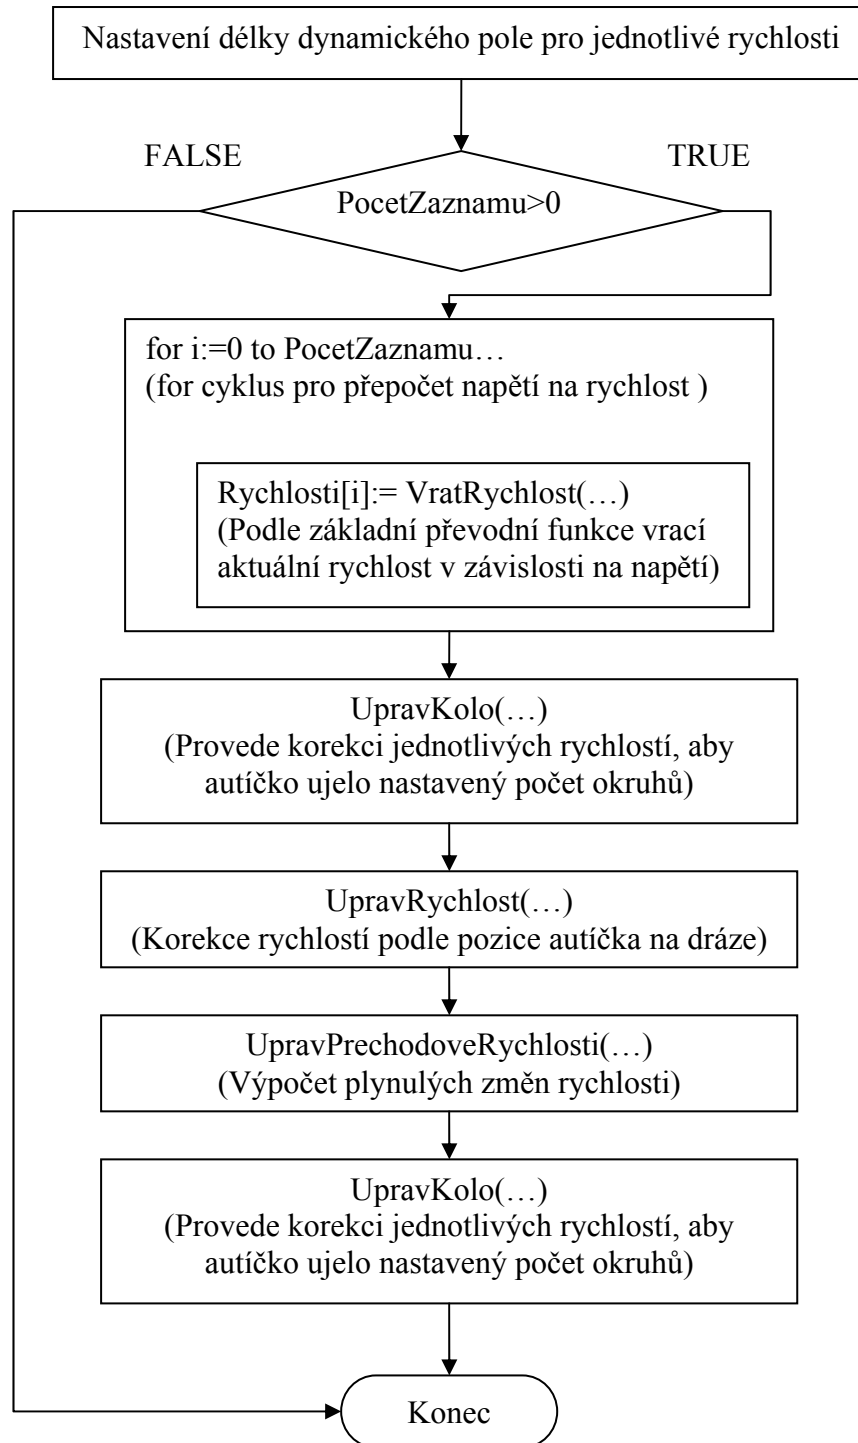 Nastavení délky dynamického pole pro jednotlivé rychlosti
FALSE
TRUE
PocetZaznamu>0
for i:=0 to PocetZaznamu…
(for cyklus pro přepočet napětí na rychlost )
Rychlosti[i]:= VratRychlost(…)
(Podle základní převodní funkce vrací
aktuální rychlost v závislosti na napětí)
UpravKolo(…)
(Provede korekci jednotlivých rychlostí, aby
autíčko ujelo nastavený počet okruhů)
UpravRychlost(…)
(Korekce rychlostí podle pozice autíčka na dráze)
UpravPrechodoveRychlosti(…)
(Výpočet plynulých změn rychlosti)
UpravKolo(…)
(Provede korekci jednotlivých rychlostí, aby
autíčko ujelo nastavený počet okruhů)
Konec